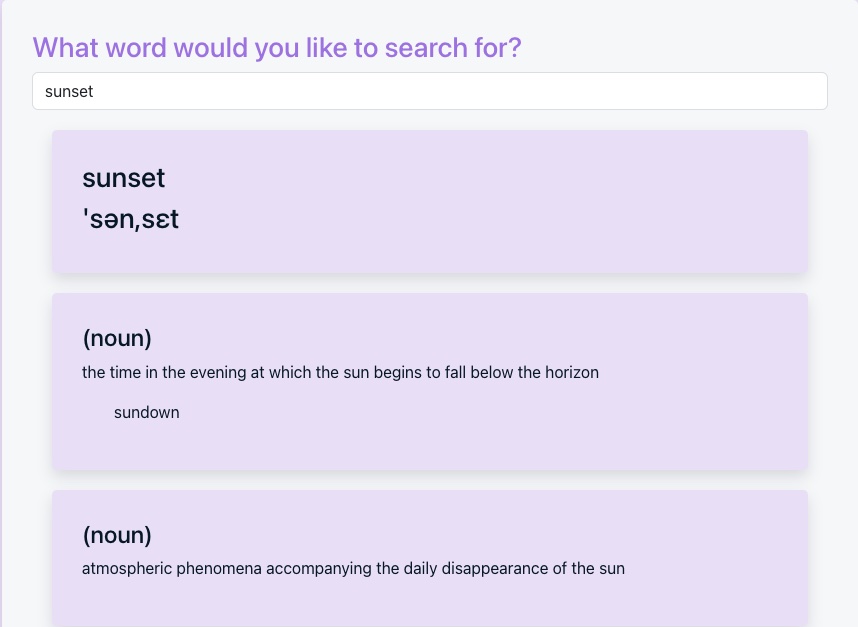 What word would you like to search for?
sunset
sunset
'sən,sɛt
(noun)
the time in the evening at which the sun begins to fall below the horizon
sundown
(noun)
atmospheric phenomena accompanying the daily disappearance of the sun